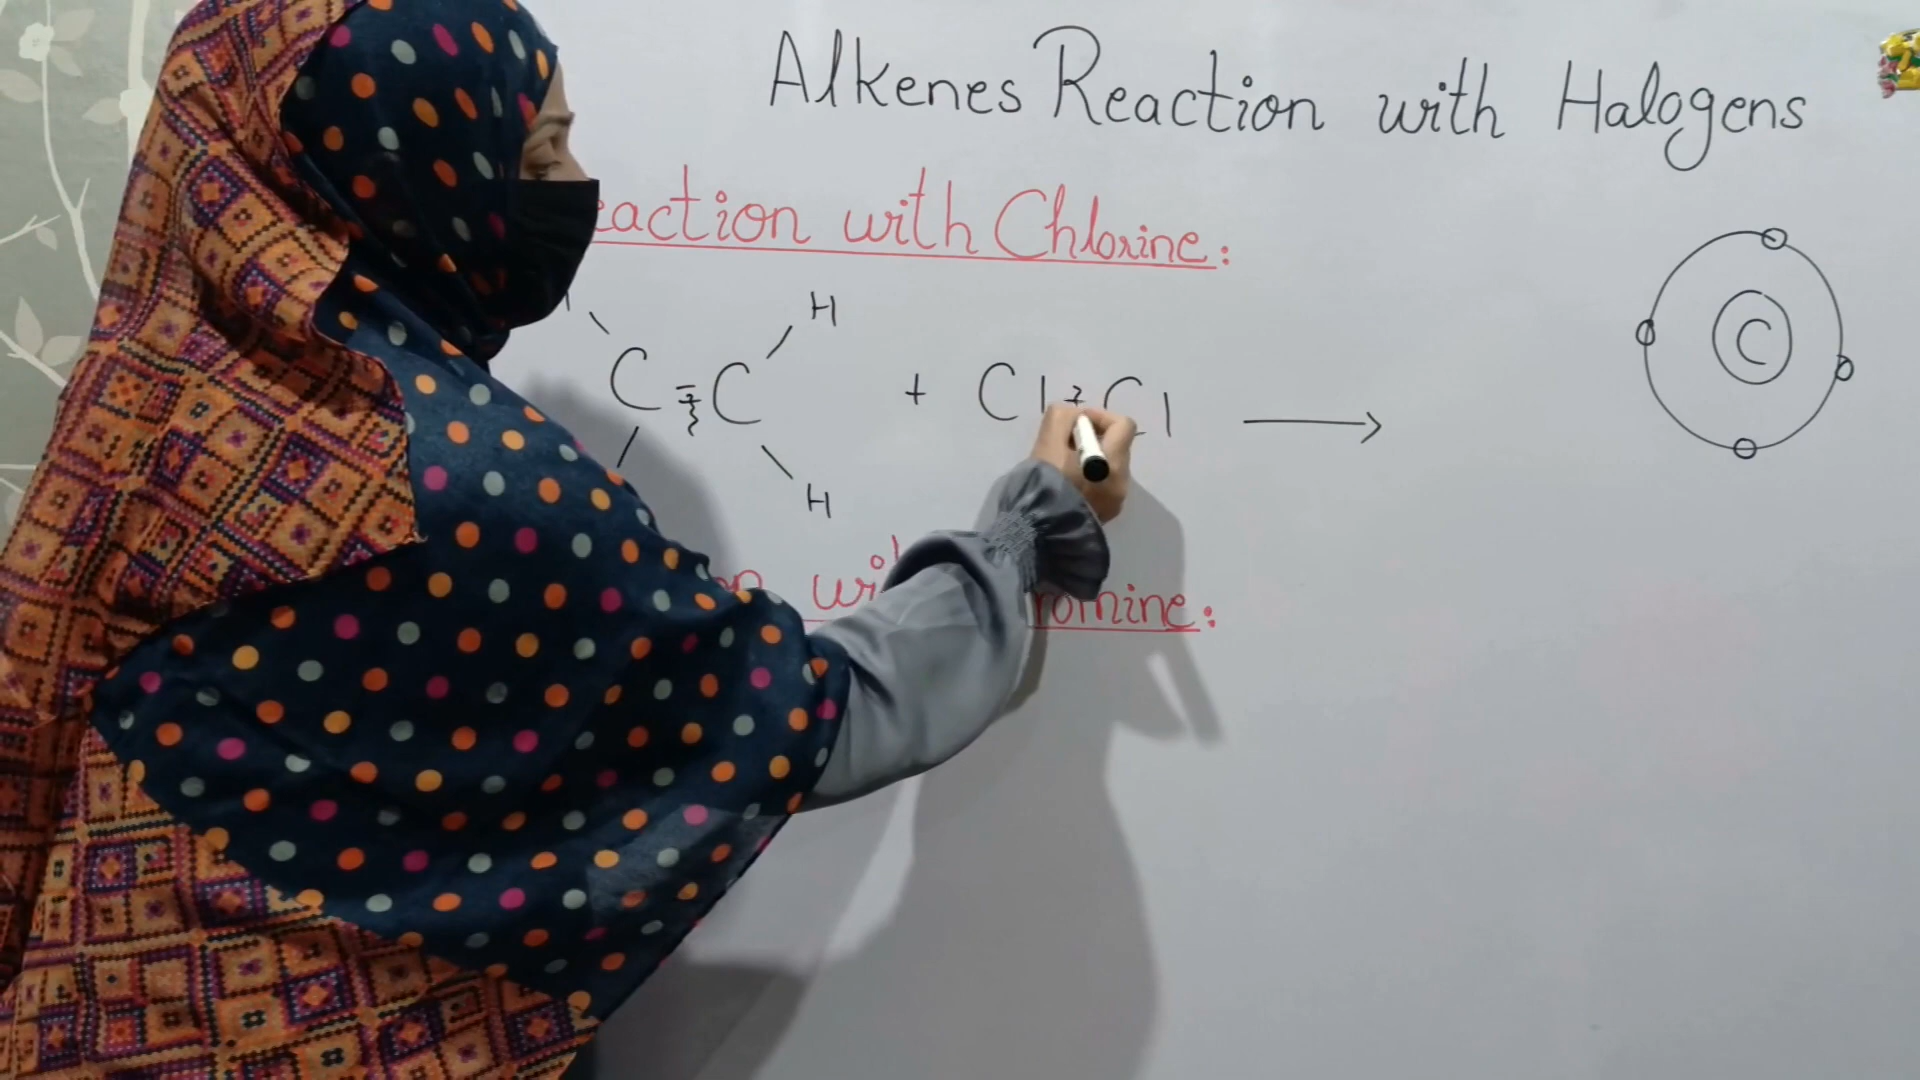 Alkenes Reaction with Halogens
eaction with Chlorine:
H
C = C + Cl Cl →
H
C
romine: